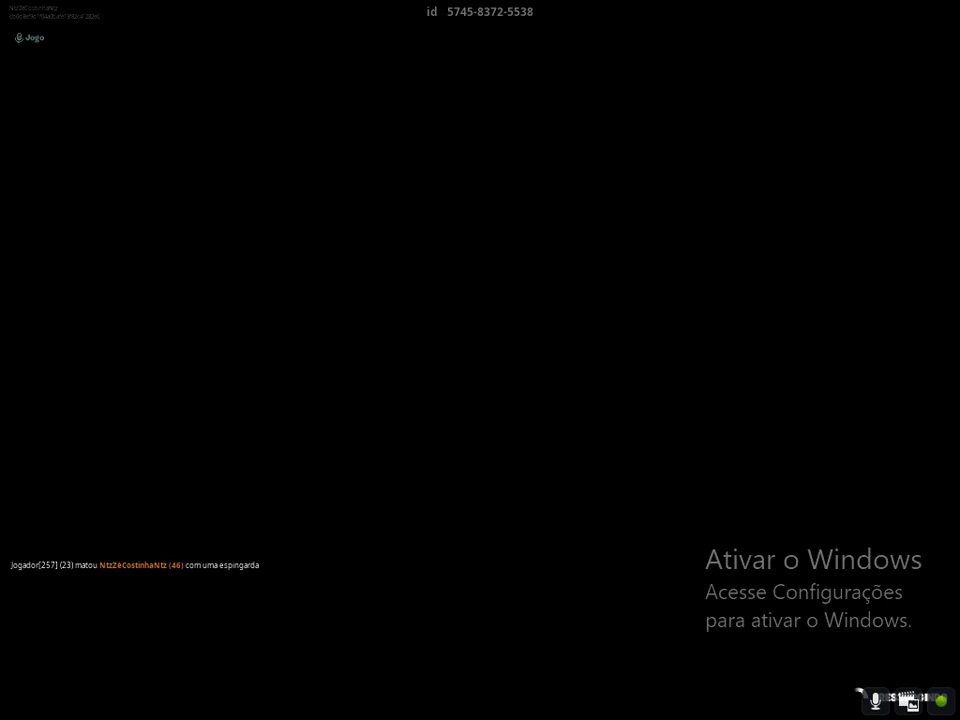 id 5745-8372-5538
Jogo
Jogador[257] (23) matou NtzZéCostinhaNtz (46) com uma espingarda
Ativar o Windows
Acesse Configurações
para ativar o Windows.